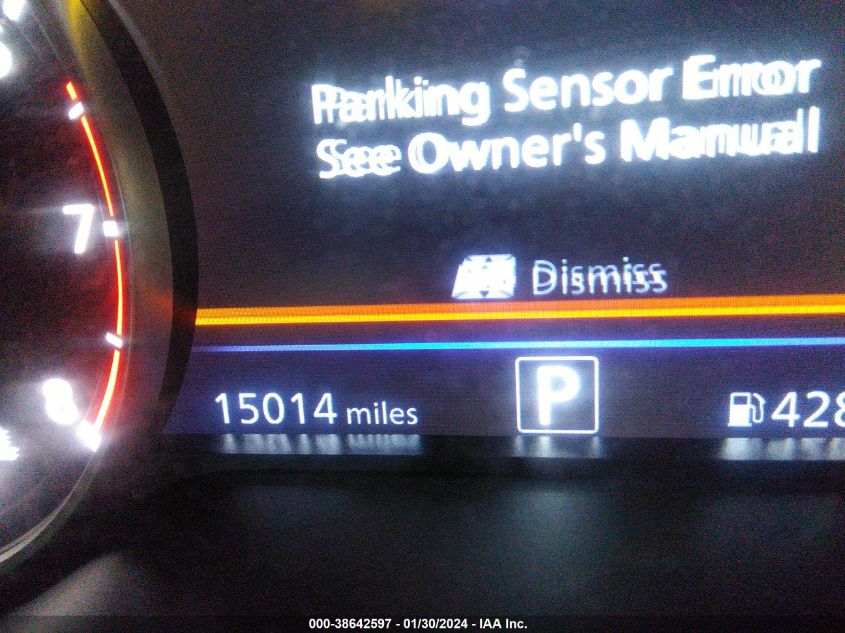 Parking Sensor Error
See Owner's Manual
7
Dismiss
8
15014 miles
P
428
000-38642597 - 01/30/2024 - IAA Inc.